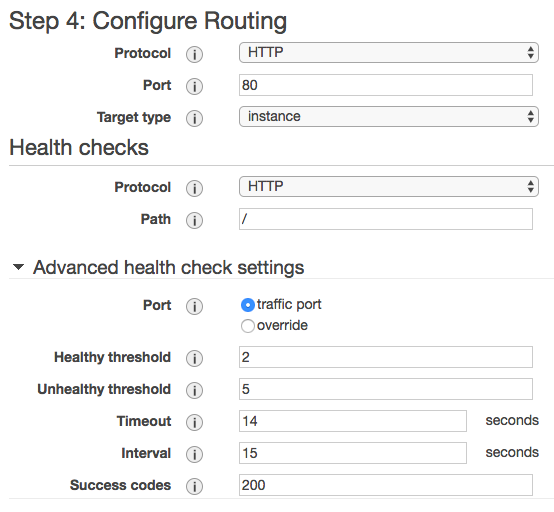 Step 4: Configure Routing
Protocol i HTTP
Port i 80
Target type i instance
Health checks
Protocol i HTTP
Path i /
Advanced health check settings
Port i traffic port
override
Healthy threshold i 2
Unhealthy threshold i 5
Timeout i 14 seconds
Interval i 15 seconds
Success codes i 200